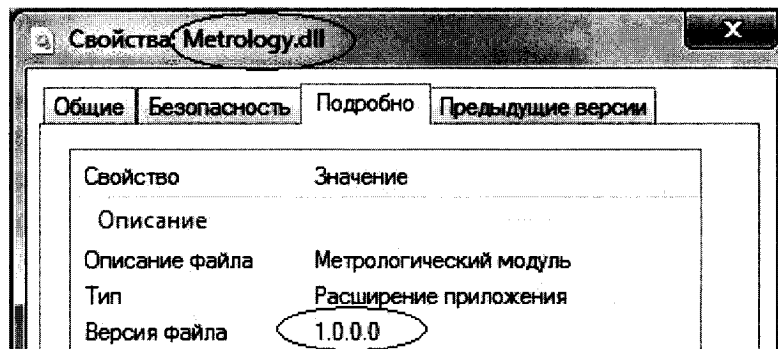 Свойства: Metrology.dll
Общие Безопасность Подробно Предыдущие версии
Свойство Значение
Описание
Описание файла Метрологический модуль
Тип Расширение приложения
Версия файла 1.0.0.0